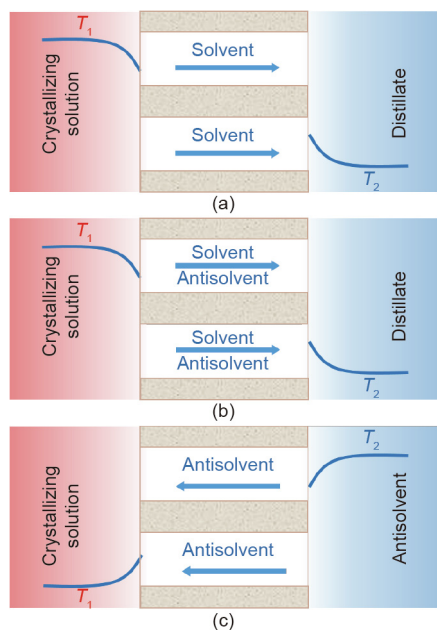 T1
Crystallizing
solution
Solvent
Solvent
Distillate
T2
(a)
T1
Crystallizing
solution
Solvent
Antisolvent
Solvent
Antisolvent
Distillate
T2
(b)
T2
Crystallizing
solution
Antisolvent
Antisolvent
Antisolvent
T1
(c)